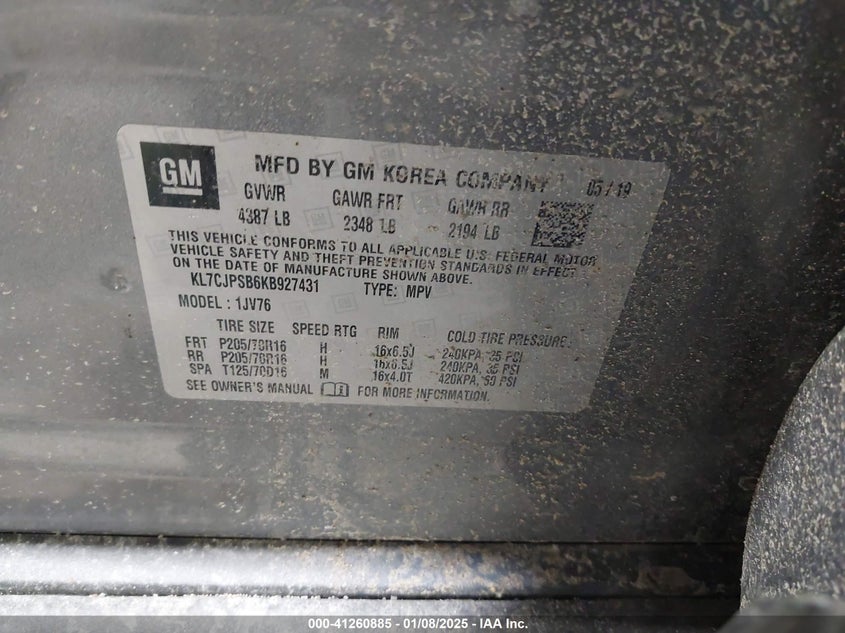 GM MFD BY GM KOREA COMPANY 05/19
GVWR GAWR FRT GAWR RR
4387 LB 2348 LB 2194 LB
THIS VEHICLE CONFORMS TO ALL APPLICABLE U.S. FEDERAL MOTOR
VEHICLE SAFETY AND THEFT PREVENTION STANDARDS IN EFFECT
ON THE DATE OF MANUFACTURE SHOWN ABOVE.
KL7CJPSB6KB927431 TYPE: MPV
MODEL: 1JV76
TIRE SIZE SPEED RTG RIM COLD TIRE PRESSURE
FRT P205/70R16 H 16x6.5J 240KPA, 35 PSI
RR P205/70R16 H 16x6.5J 240KPA, 35 PSI
SPA T125/70D16 M 16x4.0T 420KPA, 60 PSI
SEE OWNER'S MANUAL FOR MORE INFORMATION.
000-41260885 - 01/08/2025 - IAA Inc.